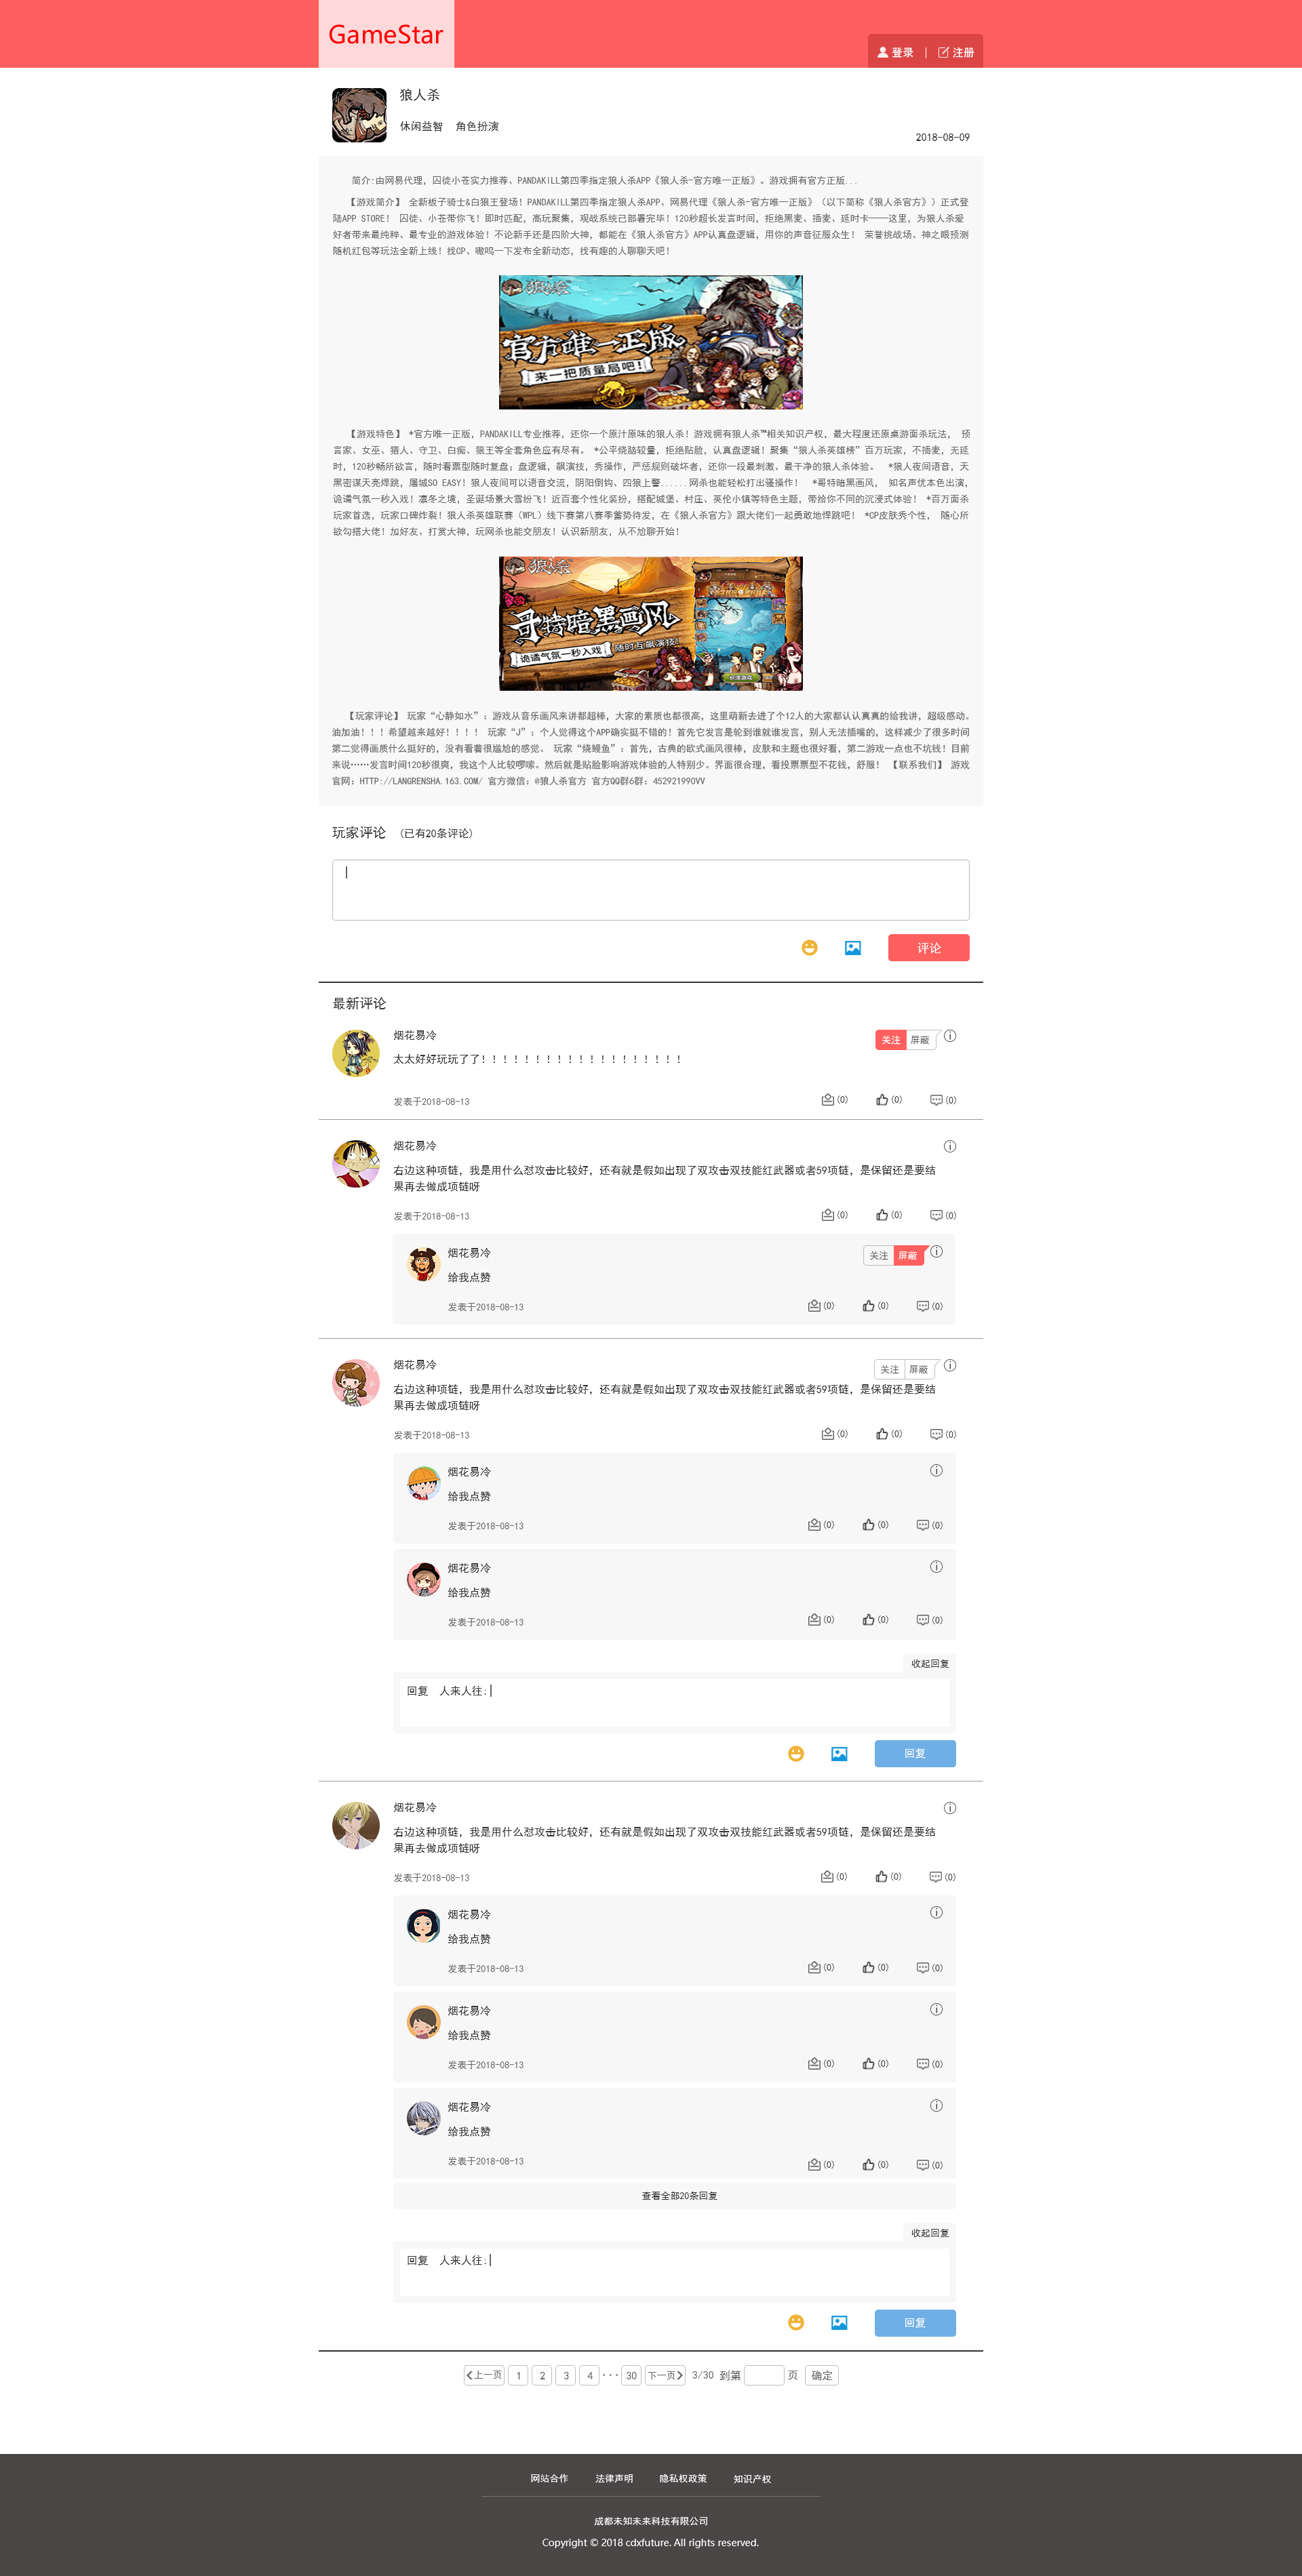 GameStar
登录 | 注册
狼人杀
休闲益智 角色扮演
2018-08-09
简介:由网易代理，囚徒小苍实力推荐、PANDAKILL第四季指定狼人杀APP《狼人杀-官方唯一正版》。游戏拥有官方正版...
【游戏简介】 全新板子骑士&白狼王登场！PANDAKILL第四季指定狼人杀APP、网易代理《狼人杀-官方唯一正版》（以下简称《狼人杀官方》）正式登
陆APP STORE！ 囚徒、小苍带你飞！即时匹配，高玩聚集，观战系统已部署完毕！120秒超长发言时间，拒绝黑麦、插麦、延时卡——这里，为狼人杀爱
好者带来最纯粹、最专业的游戏体验！不论新手还是四阶大神，都能在《狼人杀官方》APP认真盘逻辑，用你的声音征服众生！ 荣誉挑战场、神之眼预测
随机红包等玩法全新上线！找CP、嗷呜一下发布全新动态，找有趣的人聊聊天吧！
狼人杀
官方唯一正版
来一把质量局吧！
【游戏特色】 *官方唯一正版，PANDAKILL专业推荐，还你一个原汁原味的狼人杀！游戏拥有狼人杀™相关知识产权，最大程度还原桌游面杀玩法， 预
言家、女巫、猎人、守卫、白痴、狼王等全套角色应有尽有。 *公平烧脑较量，拒绝贴脸，认真盘逻辑！聚集“狼人杀英雄榜”百万玩家，不插麦，无延
时，120秒畅所欲言，随时看票型随时复盘；盘逻辑，飙演技，秀操作，严惩规则破坏者，还你一段最刺激、最干净的狼人杀体验。 *狼人夜间语音，天
黑密谋天亮焊跳，屠城SO EASY！狼人夜间可以语音交流，阴阳倒钩、四狼上警......网杀也能轻松打出骚操作！ *哥特暗黑画风， 知名声优本色出演，
诡谲气氛一秒入戏！凛冬之境，圣诞场景大雪纷飞！近百套个性化装扮，搭配城堡、村庄、英伦小镇等特色主题，带给你不同的沉浸式体验！ *百万面杀
玩家首选，玩家口碑炸裂！狼人杀英雄联赛（WPL）线下赛第八赛季蓄势待发，在《狼人杀官方》跟大佬们一起勇敢地悍跳吧！ *CP皮肤秀个性， 随心所
欲勾搭大佬！加好友、打赏大神，玩网杀也能交朋友！认识新朋友，从不尬聊开始！
狼人杀
哥特暗黑画风
诡谲气氛一秒入戏 随时互飙演技！
【玩家评论】 玩家“心静如水”：游戏从音乐画风来讲都超棒，大家的素质也都很高，这里萌新去进了个12人的大家都认认真真的给我讲，超级感动。
油加油！！！希望越来越好！！！！ 玩家“J”：个人觉得这个APP确实挺不错的！首先它发言是轮到谁就谁发言，别人无法插嘴的，这样减少了很多时间
第二觉得画质什么挺好的，没有看着很尴尬的感觉。 玩家“烧鳗鱼”：首先，古典的欧式画风很棒，皮肤和主题也很好看，第二游戏一点也不坑钱！目前
来说……发言时间120秒很爽，我这个人比较啰嗦。然后就是贴脸影响游戏体验的人特别少。界面很合理，看投票票型不花钱，舒服！ 【联系我们】 游戏
官网：HTTP://LANGRENSHA.163.COM/ 官方微信：@狼人杀官方 官方QQ群6群：452921990VV
玩家评论 （已有20条评论）
评论
最新评论
烟花易冷 关注 屏蔽
太太好好玩玩了了！！！！！！！！！！！！！！！！！！！
发表于2018-08-13 (0) (0) (0)
烟花易冷
右边这种项链，我是用什么怼攻击比较好，还有就是假如出现了双攻击双技能红武器或者59项链，是保留还是要结
果再去做成项链呀
发表于2018-08-13 (0) (0) (0)
烟花易冷 关注 屏蔽
给我点赞
发表于2018-08-13 (0) (0) (0)
烟花易冷 关注 屏蔽
右边这种项链，我是用什么怼攻击比较好，还有就是假如出现了双攻击双技能红武器或者59项链，是保留还是要结
果再去做成项链呀
发表于2018-08-13 (0) (0) (0)
烟花易冷
给我点赞
发表于2018-08-13 (0) (0) (0)
烟花易冷
给我点赞
发表于2018-08-13 (0) (0) (0)
收起回复
回复 人来人往:
回复
烟花易冷
右边这种项链，我是用什么怼攻击比较好，还有就是假如出现了双攻击双技能红武器或者59项链，是保留还是要结
果再去做成项链呀
发表于2018-08-13 (0) (0) (0)
烟花易冷
给我点赞
发表于2018-08-13 (0) (0) (0)
烟花易冷
给我点赞
发表于2018-08-13 (0) (0) (0)
烟花易冷
给我点赞
发表于2018-08-13 (0) (0) (0)
查看全部20条回复
收起回复
回复 人来人往:
回复
上一页 1 2 3 4 ··· 30 下一页 3/30 到第 页 确定
网站合作 法律声明 隐私权政策 知识产权
成都未知未来科技有限公司
Copyright © 2018 cdxfuture. All rights reserved.